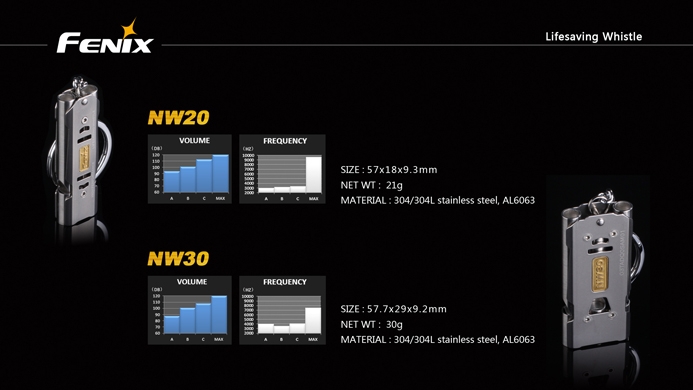 FENIX
Lifesaving Whistle
NW20
VOLUME
FREQUENCY
(DB)
120
110
100
90
80
70
60
A B C MAX
(HZ)
10000
9000
8000
7000
6000
5000
4000
3000
2000
A B C MAX
SIZE : 57x18x9.3mm
NET WT : 21g
MATERIAL : 304/304L stainless steel, AL6063
NW30
VOLUME
FREQUENCY
(DB)
120
110
100
90
80
70
60
A B C MAX
(HZ)
10000
9000
8000
7000
6000
5000
4000
3000
2000
A B C MAX
SIZE : 57.7x29x9.2mm
NET WT : 30g
MATERIAL : 304/304L stainless steel, AL6063